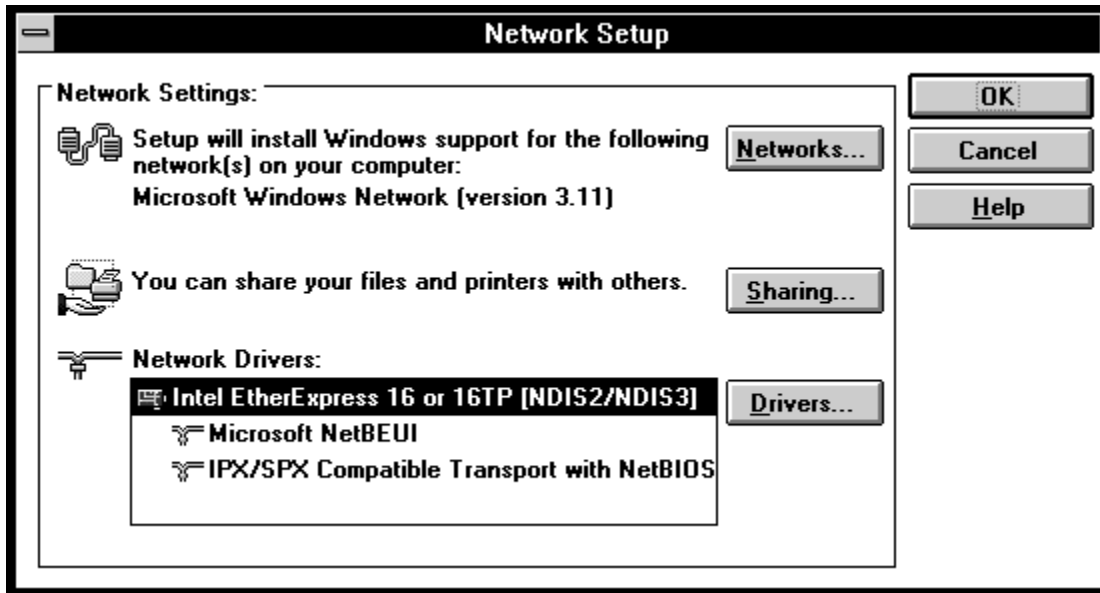 Network Setup
Network Settings:
OK
Setup will install Windows support for the following
network(s) on your computer:
Networks...
Cancel
Microsoft Windows Network (version 3.11)
Help
You can share your files and printers with others.
Sharing...
Network Drivers:
Intel EtherExpress 16 or 16TP [NDIS2/NDIS3]
Drivers...
Microsoft NetBEUI
IPX/SPX Compatible Transport with NetBIOS